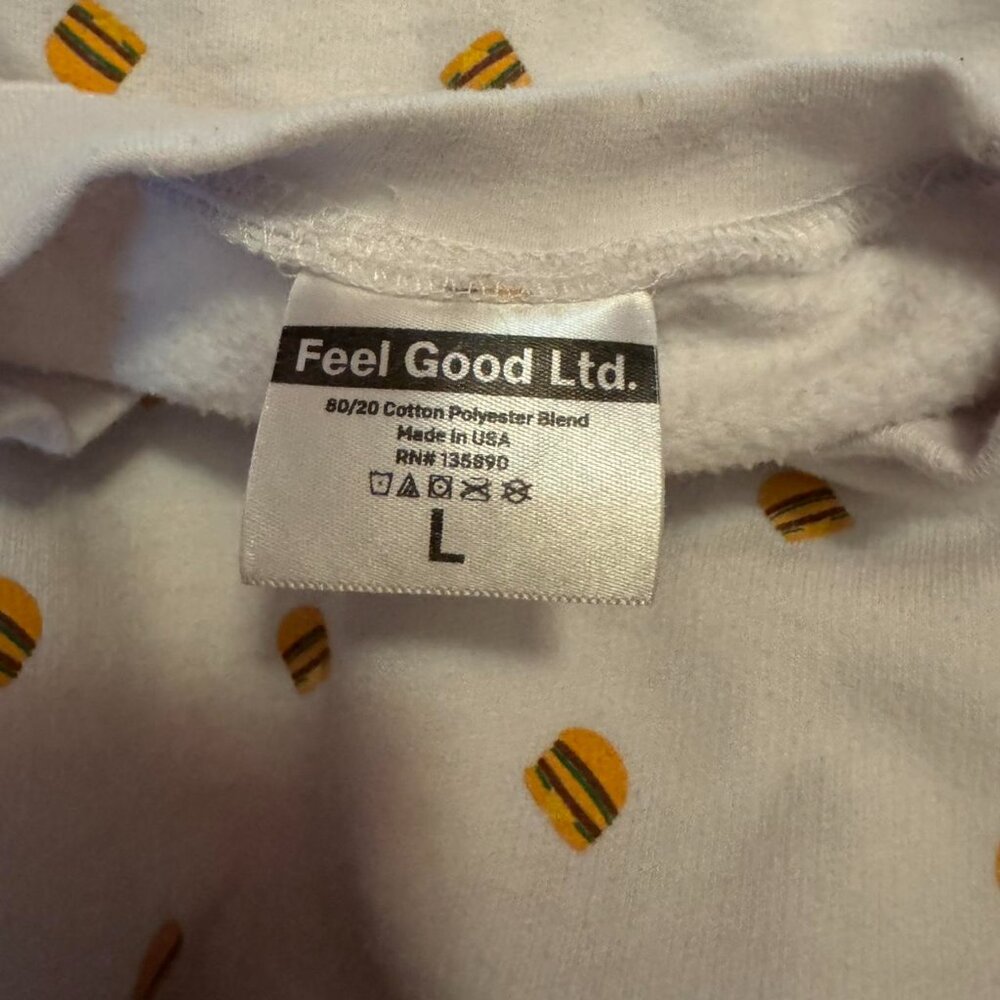 Feel Good Ltd.
80/20 Cotton Polyester Blend
Made in USA
RN# 135890
L